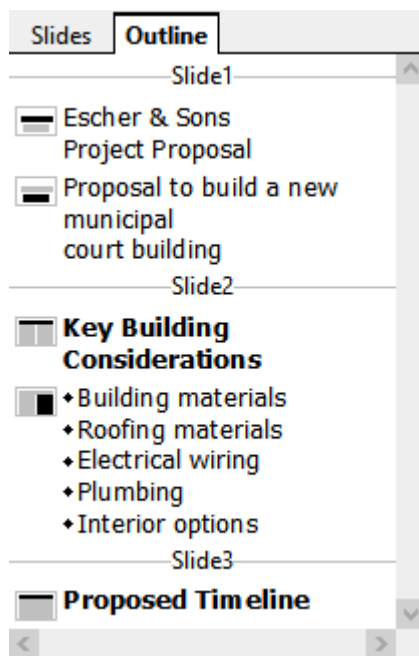 Slides Outline
Slide1
Escher & Sons
Project Proposal
Proposal to build a new
municipal
court building
Slide2
Key Building
Considerations
◆Building materials
◆Roofing materials
◆Electrical wiring
◆Plumbing
◆Interior options
Slide3
Proposed Timeline